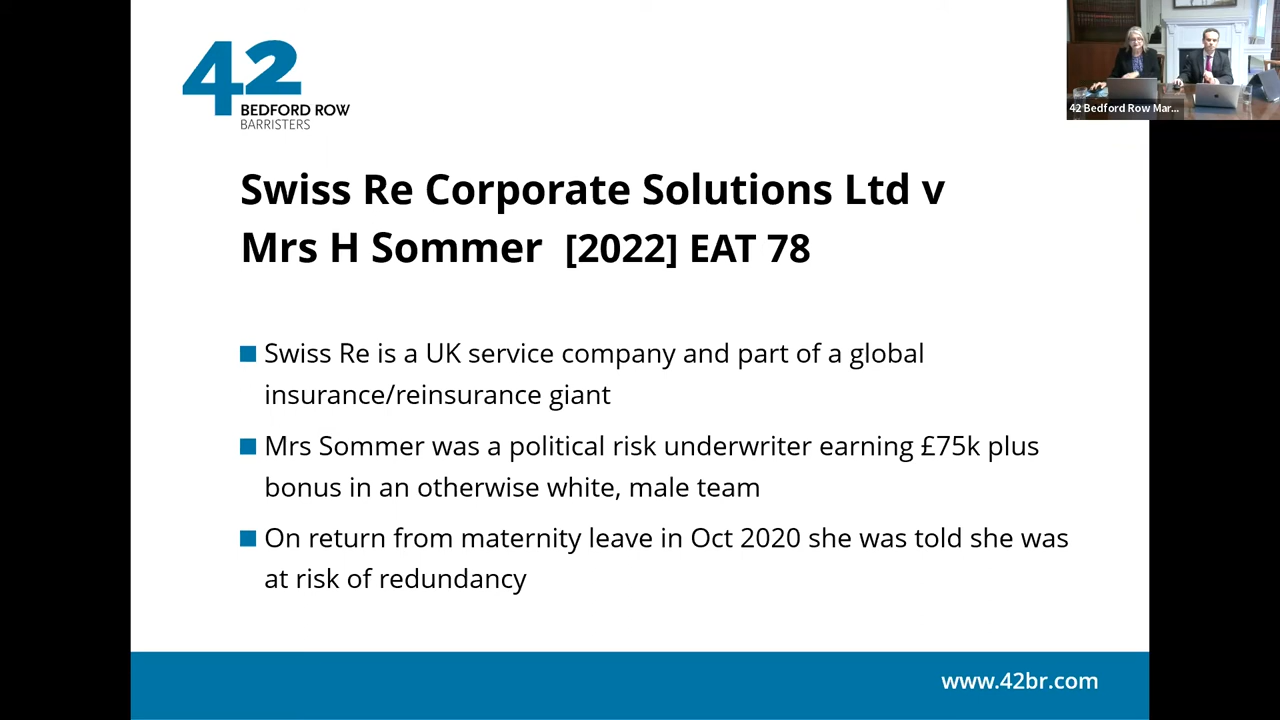 42
BEDFORD ROW
BARRISTERS
42 Bedford Row Mar...
Swiss Re Corporate Solutions Ltd v
Mrs H Sommer [2022] EAT 78
Swiss Re is a UK service company and part of a global
insurance/reinsurance giant
Mrs Sommer was a political risk underwriter earning £75k plus
bonus in an otherwise white, male team
On return from maternity leave in Oct 2020 she was told she was
at risk of redundancy
www.42br.com